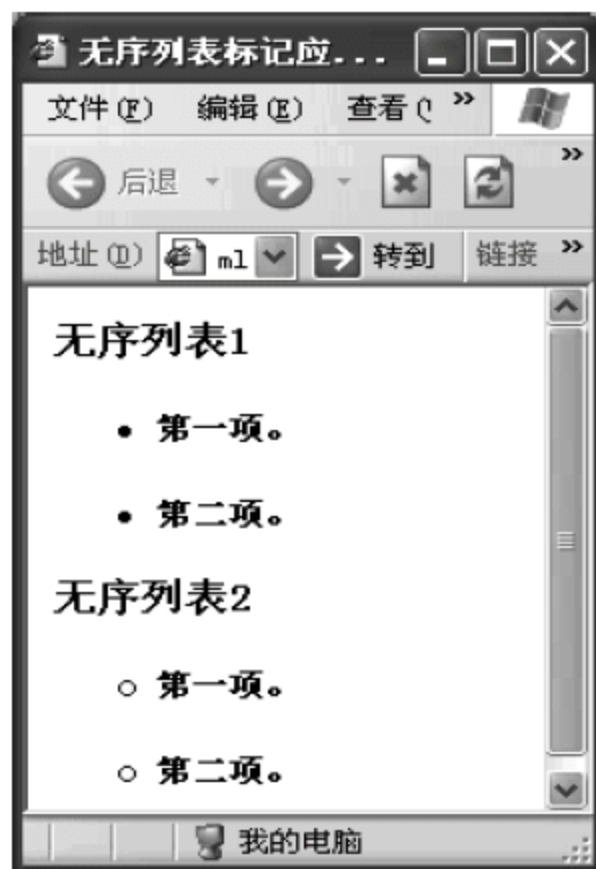 无序列表标记应...
文件(F) 编辑(E) 查看( »
后退 »
地址(D) ml 转到 链接 »
无序列表1
• 第一项。
• 第二项。
无序列表2
○ 第一项。
○ 第二项。
我的电脑